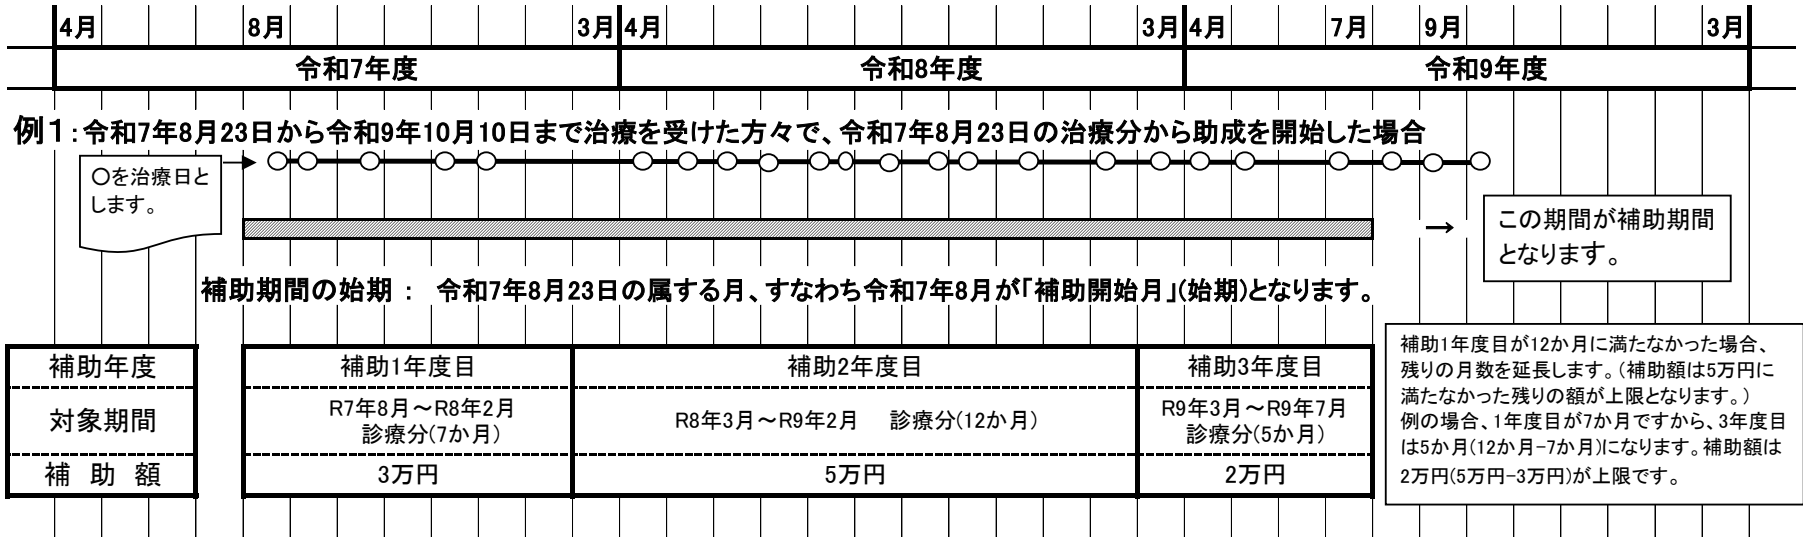 4月 8月 3月 4月 3月 4月 7月 9月 3月
令和7年度 令和8年度 令和9年度
例1：令和7年8月23日から令和9年10月10日まで治療を受けた方々で、令和7年8月23日の治療分から助成を開始した場合
○を治療日と
します。
→
この期間が補助期間
となります。
補助期間の始期 ： 令和7年8月23日の属する月、すなわち令和7年8月が｢補助開始月｣(始期)となります。
補助年度 補助1年度目 補助2年度目 補助3年度目
対象期間
R7年8月～R8年2月
診療分(7か月)
R8年3月～R9年2月 診療分(12か月)
R9年3月～R9年7月
診療分(5か月)
補 助 額 3万円 5万円 2万円
補助1年度目が12か月に満たなかった場合、
残りの月数を延長します。(補助額は5万円に
満たなかった残りの額が上限となります。)
例の場合、1年度目が7か月ですから、3年度目
は5か月(12か月-7か月)になります。補助額は
2万円(5万円-3万円)が上限です。